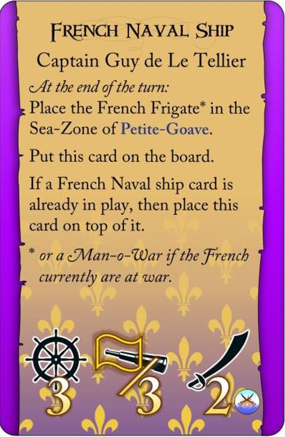 French Naval Ship
Captain Guy de Le Tellier
At the end of the turn:
Place the French Frigate* in the
Sea-Zone of Petite-Goave.
Put this card on the board.
If a French Naval ship card is
already in play, then place this
card on top of it.
* or a Man-o-War if the French
currently are at war.
3 /3 2